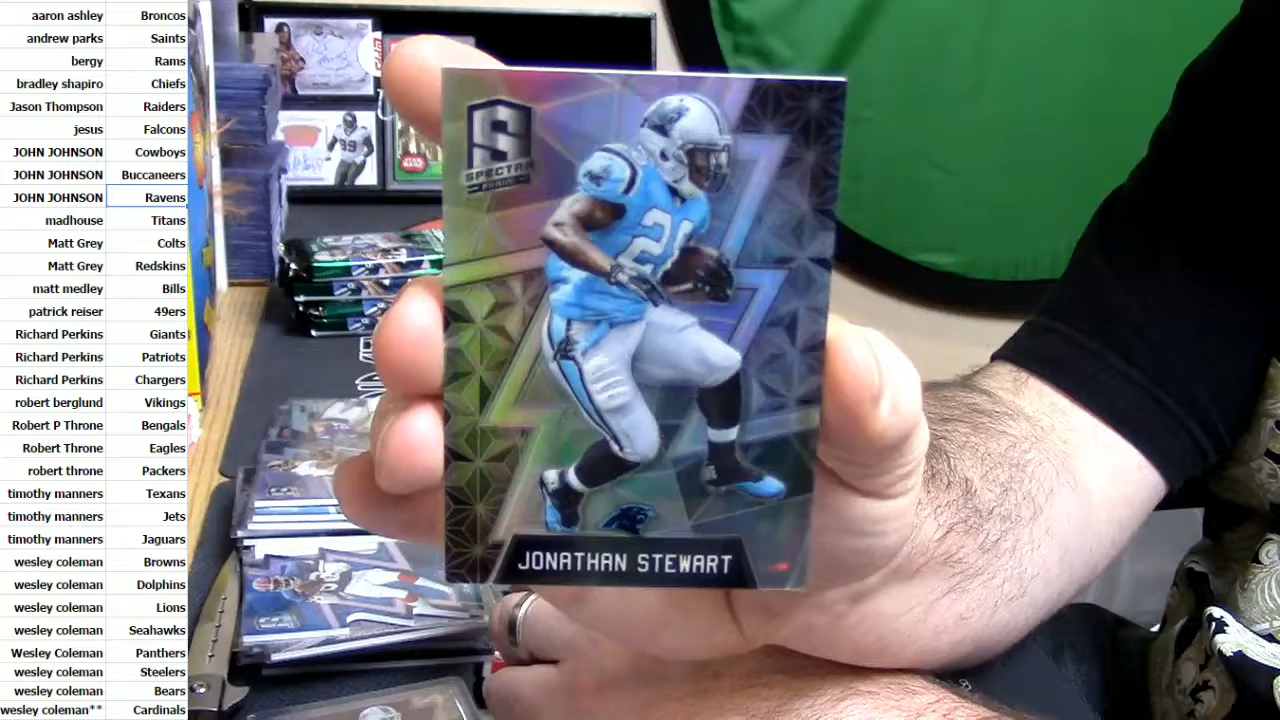 aaron ashley Broncos
andrew parks Saints
bergy Rams
bradley shapiro Chiefs
Jason Thompson Raiders
jesus Falcons
JOHN JOHNSON Cowboys
JOHN JOHNSON Buccaneers
JOHN JOHNSON Ravens
madhouse Titans
Matt Grey Colts
Matt Grey Redskins
matt medley Bills
patrick reiser 49ers
Richard Perkins Giants
Richard Perkins Patriots
Richard Perkins Chargers
robert berglund Vikings
Robert P Throne Bengals
Robert Throne Eagles
robert throne Packers
timothy manners Texans
timothy manners Jets
timothy manners Jaguars
wesley coleman Browns
wesley coleman Dolphins
wesley coleman Lions
wesley coleman Seahawks
Wesley Coleman Panthers
wesley coleman Steelers
wesley coleman Bears
wesley coleman** Cardinals
S
SPECTRA
PANINI
JONATHAN STEWART
STAR
WARS
99